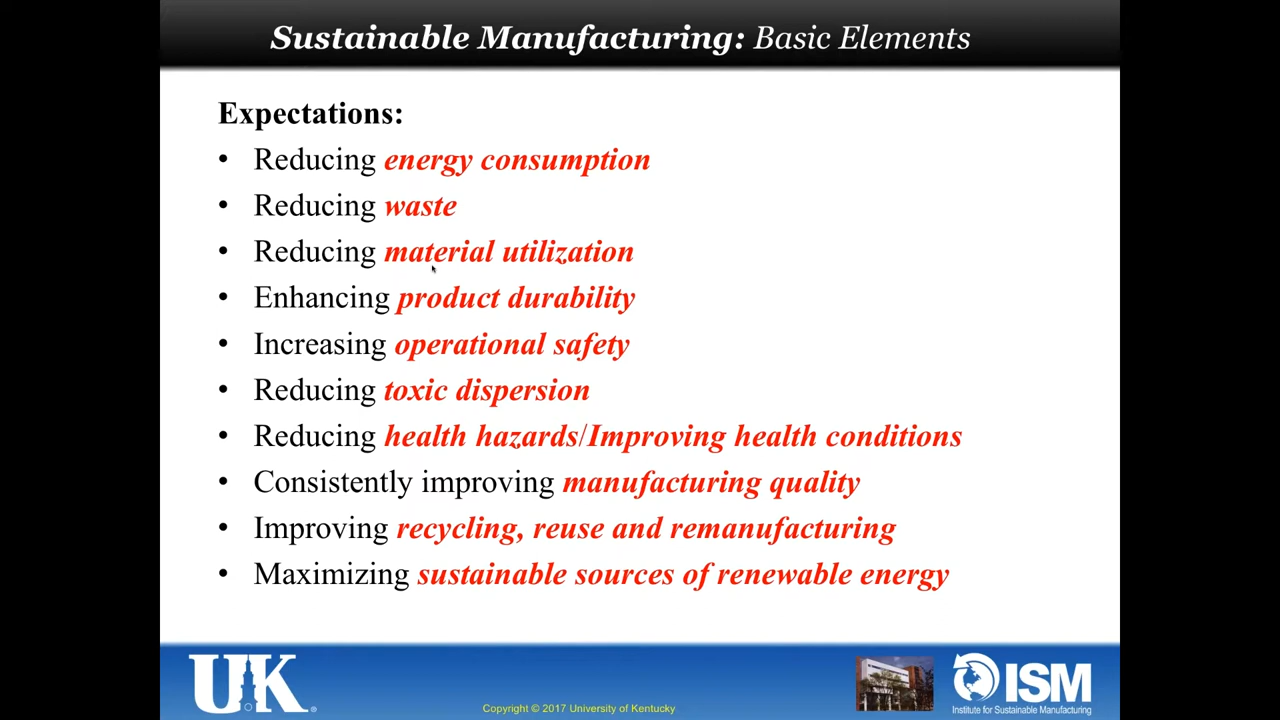 Sustainable Manufacturing: Basic Elements
Expectations:
• Reducing energy consumption
• Reducing waste
• Reducing material utilization
• Enhancing product durability
• Increasing operational safety
• Reducing toxic dispersion
• Reducing health hazards/Improving health conditions
• Consistently improving manufacturing quality
• Improving recycling, reuse and remanufacturing
• Maximizing sustainable sources of renewable energy
UK®
ISM
Institute for Sustainable Manufacturing
Copyright © 2017 University of Kentucky